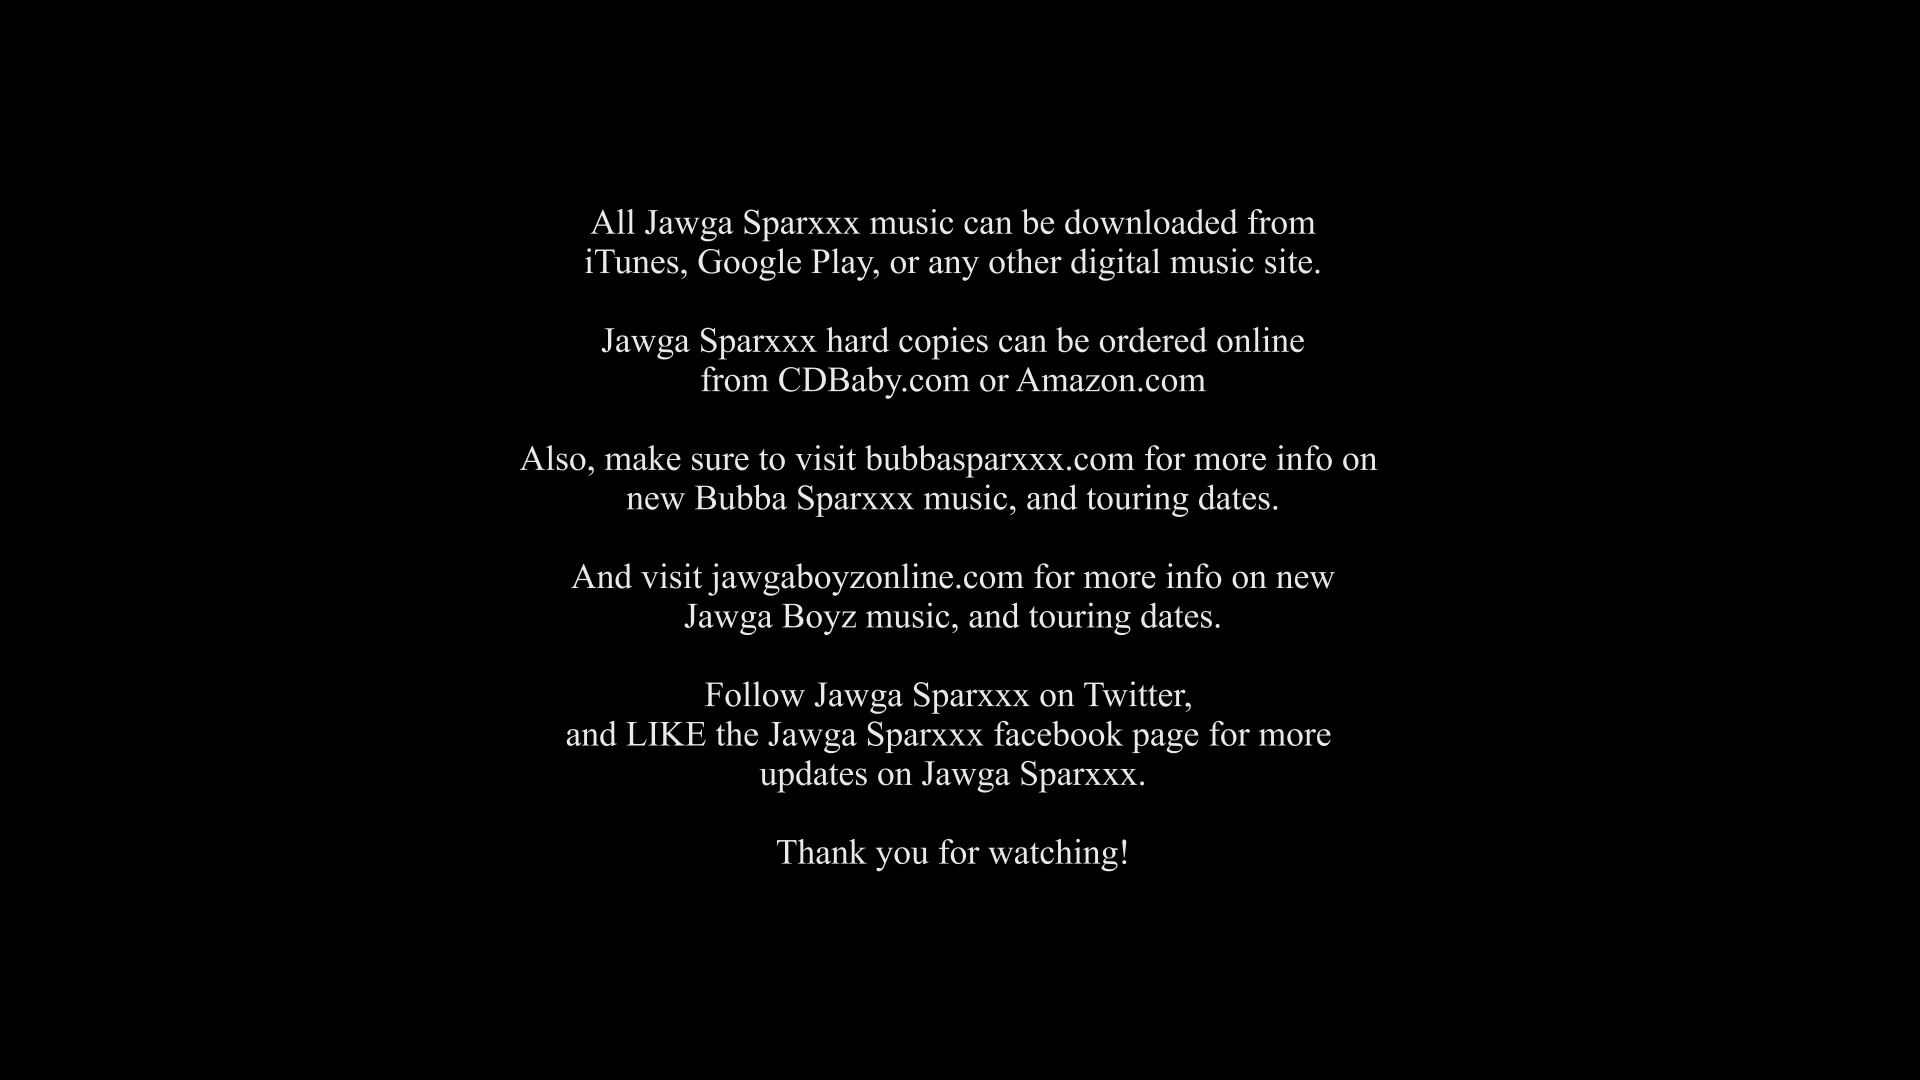 All Jawga Sparxxx music can be downloaded from
iTunes, Google Play, or any other digital music site.
Jawga Sparxxx hard copies can be ordered online
from CDBaby.com or Amazon.com
Also, make sure to visit bubbasparxxx.com for more info on
new Bubba Sparxxx music, and touring dates.
And visit jawgaboyzonline.com for more info on new
Jawga Boyz music, and touring dates.
Follow Jawga Sparxxx on Twitter,
and LIKE the Jawga Sparxxx facebook page for more
updates on Jawga Sparxxx.
Thank you for watching!